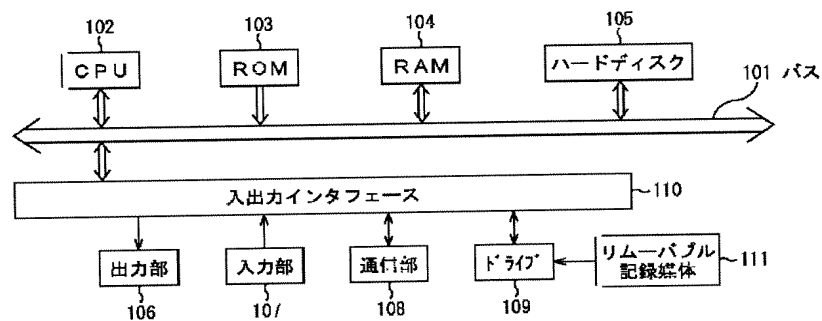 102 103 104 105
CPU ROM RAM ハードディスク
101 バス
入出力インタフェース 110
出力部 入力部 通信部 ドライブ リムーバブル
記録媒体 111
106 107 108 109